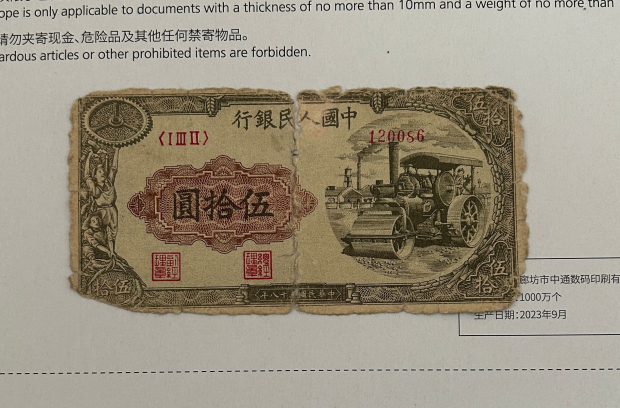 ope is only applicable to documents with a thickness of no more than 10mm and a weight of no more than
请勿夹寄现金、危险品及其他任何禁寄物品。
ardous articles or other prohibited items are forbidden.
行銀民人國中
〈I III II〉
120086
伍拾
圓拾伍
伍拾
拾伍
廊坊市中通数码印刷有
1000万个
生产日期:2023年9月